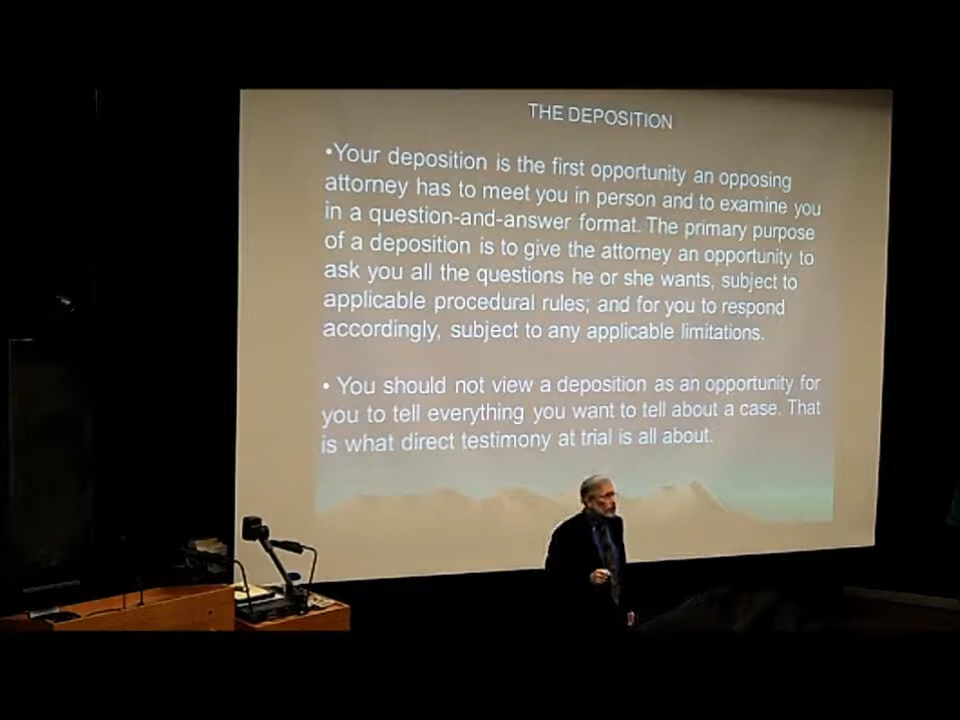 THE DEPOSITION
•Your deposition is the first opportunity an opposing
attorney has to meet you in person and to examine you
in a question-and-answer format. The primary purpose
of a deposition is to give the attorney an opportunity to
ask you all the questions he or she wants, subject to
applicable procedural rules; and for you to respond
accordingly, subject to any applicable limitations.
• You should not view a deposition as an opportunity for
you to tell everything you want to tell about a case. That
is what direct testimony at trial is all about.